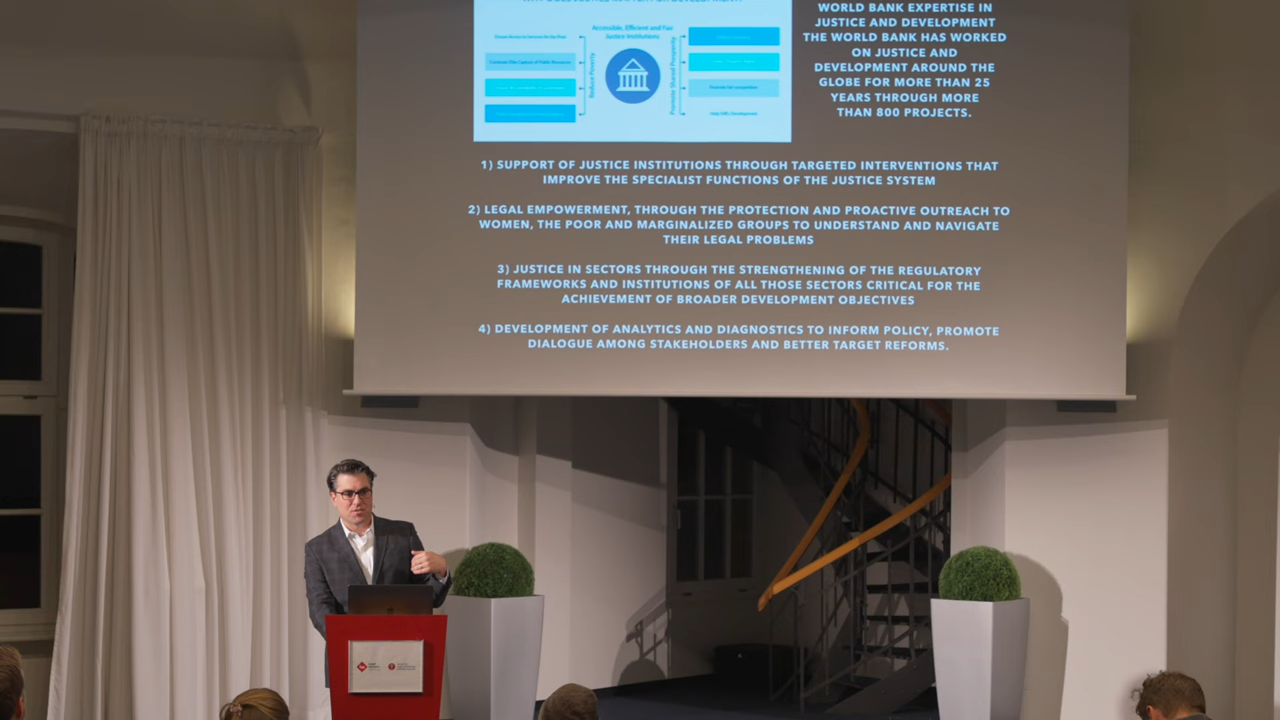 Accessible, Efficient and Fair
Justice Institutions
Reduce Poverty
Promote Shared Prosperity
Promote fair competition
WORLD BANK EXPERTISE IN
JUSTICE AND DEVELOPMENT
THE WORLD BANK HAS WORKED
ON JUSTICE AND
DEVELOPMENT AROUND THE
GLOBE FOR MORE THAN 25
YEARS THROUGH MORE
THAN 800 PROJECTS.
1) SUPPORT OF JUSTICE INSTITUTIONS THROUGH TARGETED INTERVENTIONS THAT
IMPROVE THE SPECIALIST FUNCTIONS OF THE JUSTICE SYSTEM
2) LEGAL EMPOWERMENT, THROUGH THE PROTECTION AND PROACTIVE OUTREACH TO
WOMEN, THE POOR AND MARGINALIZED GROUPS TO UNDERSTAND AND NAVIGATE
THEIR LEGAL PROBLEMS
3) JUSTICE IN SECTORS THROUGH THE STRENGTHENING OF THE REGULATORY
FRAMEWORKS AND INSTITUTIONS OF ALL THOSE SECTORS CRITICAL FOR THE
ACHIEVEMENT OF BROADER DEVELOPMENT OBJECTIVES
4) DEVELOPMENT OF ANALYTICS AND DIAGNOSTICS TO INFORM POLICY, PROMOTE
DIALOGUE AMONG STAKEHOLDERS AND BETTER TARGET REFORMS.